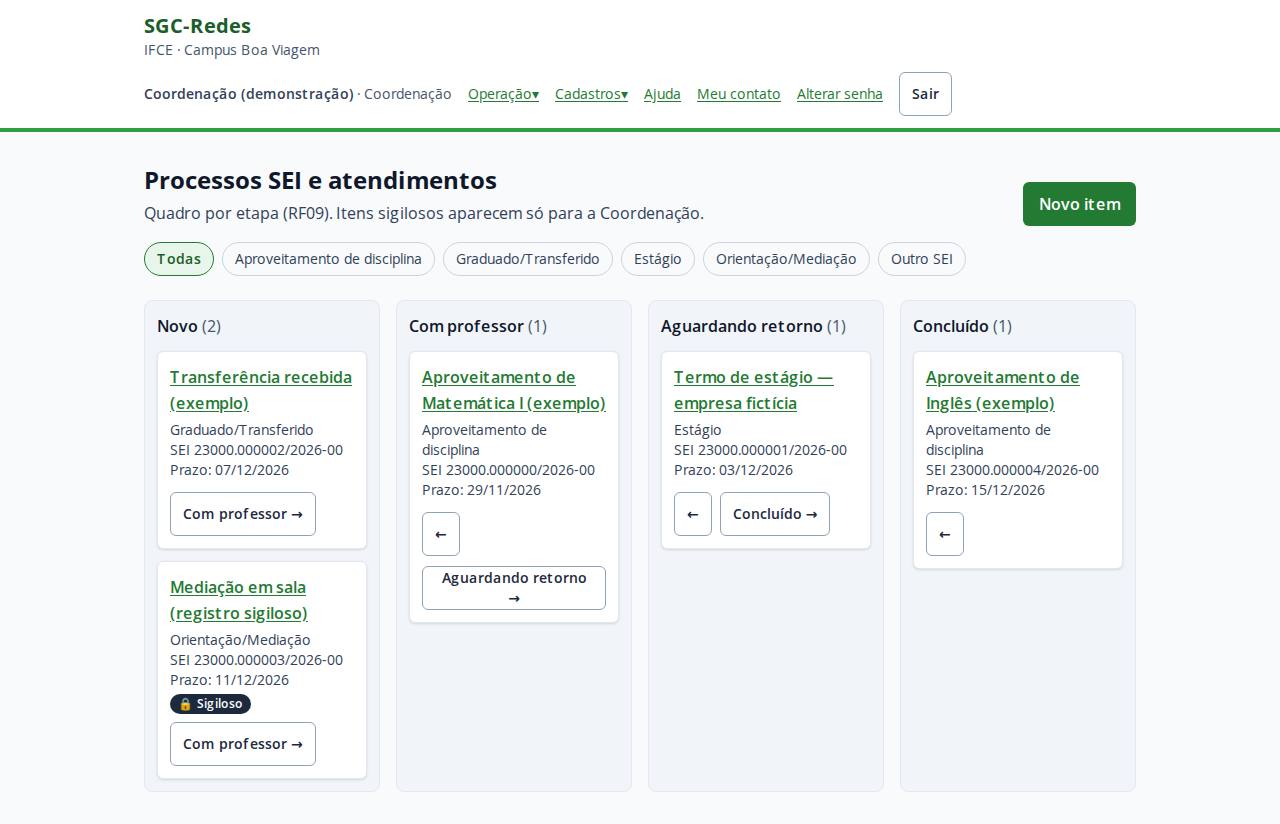 SGC-Redes
IFCE · Campus Boa Viagem
Coordenação (demonstração) · Coordenação Operação▾ Cadastros▾ Ajuda Meu contato Alterar senha Sair
Processos SEI e atendimentos
Quadro por etapa (RF09). Itens sigilosos aparecem só para a Coordenação.
Novo item
Todas Aproveitamento de disciplina Graduado/Transferido Estágio Orientação/Mediação Outro SEI
Novo (2)
Transferência recebida
(exemplo)
Graduado/Transferido
SEI 23000.000002/2026-00
Prazo: 07/12/2026
Com professor →
Mediação em sala
(registro sigiloso)
Orientação/Mediação
SEI 23000.000003/2026-00
Prazo: 11/12/2026
🔒 Sigiloso
Com professor →
Com professor (1)
Aproveitamento de
Matemática I (exemplo)
Aproveitamento de
disciplina
SEI 23000.000000/2026-00
Prazo: 29/11/2026
←
Aguardando retorno
→
Aguardando retorno (1)
Termo de estágio —
empresa fictícia
Estágio
SEI 23000.000001/2026-00
Prazo: 03/12/2026
← Concluído →
Concluído (1)
Aproveitamento de
Inglês (exemplo)
Aproveitamento de
disciplina
SEI 23000.000004/2026-00
Prazo: 15/12/2026
←